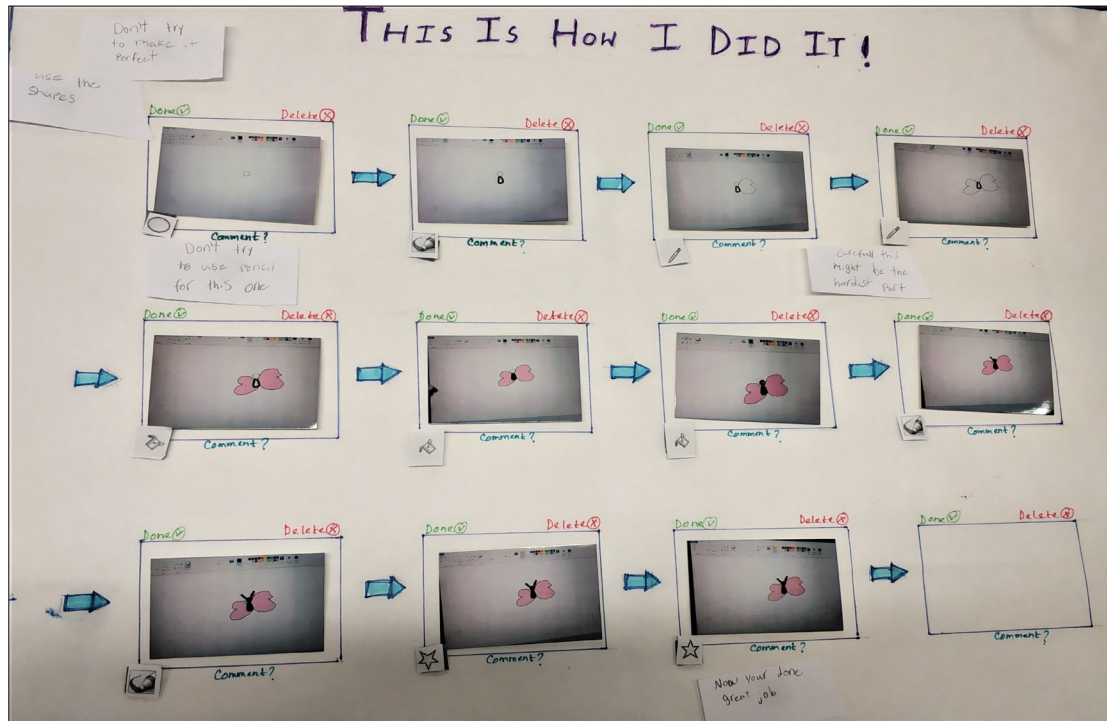 THIS IS HOW I DID IT!
Don't try
to make it
perfect
use the
shapes
Done Delete
Done Delete
Done Delete
Done Delete
Comment?
Comment?
Comment?
Comment?
Don't try
to use pencil
for this one
Carefull this
might be the
hardist part
Done Delete
Done Delete
Done Delete
Done Delete
Comment?
Comment?
Comment?
Comment?
Done Delete
Done Delete
Done Delete
Done Delete
Comment?
Comment?
Comment?
Now your done
great job